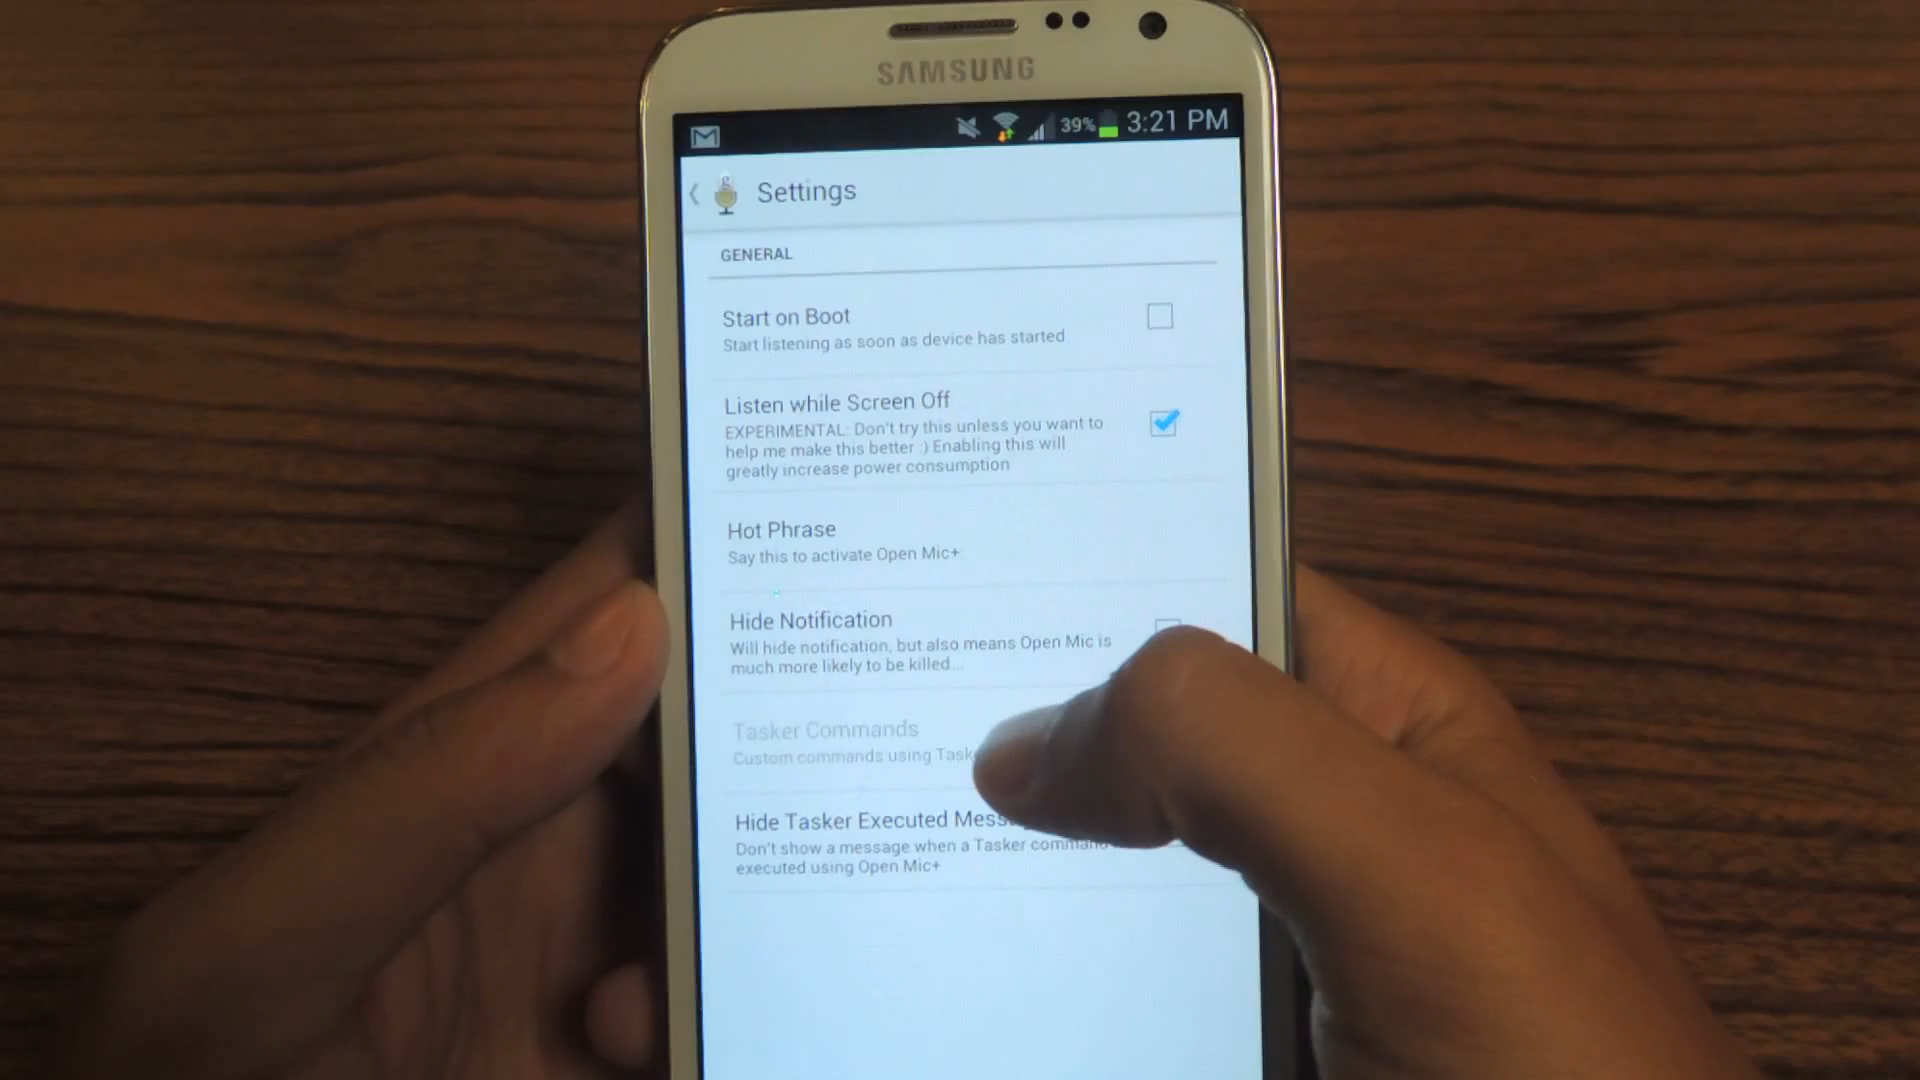 SAMSUNG
39% 3:21 PM
Settings
GENERAL
Start on Boot
Start listening as soon as device has started
Listen while Screen Off
EXPERIMENTAL: Don't try this unless you want to
help me make this better :) Enabling this will
greatly increase power consumption
Hot Phrase
Say this to activate Open Mic+:
Hide Notification
Will hide notification, but also means Open Mic is
much more likely to be killed...
Tasker Commands
Custom commands using
Hide Tasker Executed
Don't show a message when a Tasker command
executed using Open Mic+